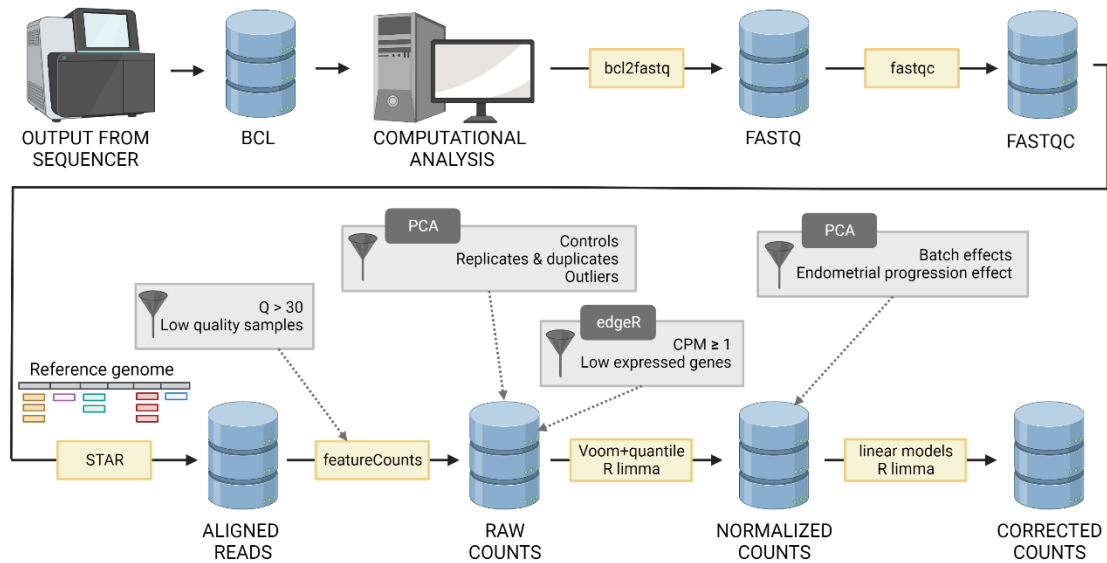 bcl2fastq
fastqc
OUTPUT FROM
SEQUENCER
BCL
COMPUTATIONAL
ANALYSIS
FASTQ
FASTQC
PCA
Controls
Replicates & duplicates
Outliers
PCA
Batch effects
Endometrial progression effect
Q > 30
Low quality samples
edgeR
CPM ≥ 1
Low expressed genes
Reference genome
STAR
featureCounts
Voom+quantile
R limma
linear models
R limma
ALIGNED
READS
RAW
COUNTS
NORMALIZED
COUNTS
CORRECTED
COUNTS